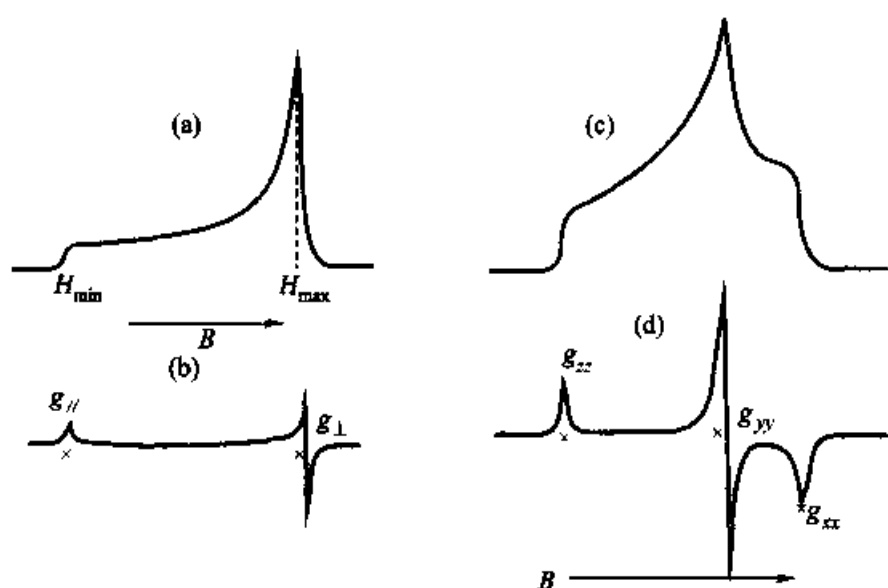 (a)
H_min
H_max
B
(b)
g_//
g_⊥
(c)
(d)
g_zz
g_yy
g_xx
B